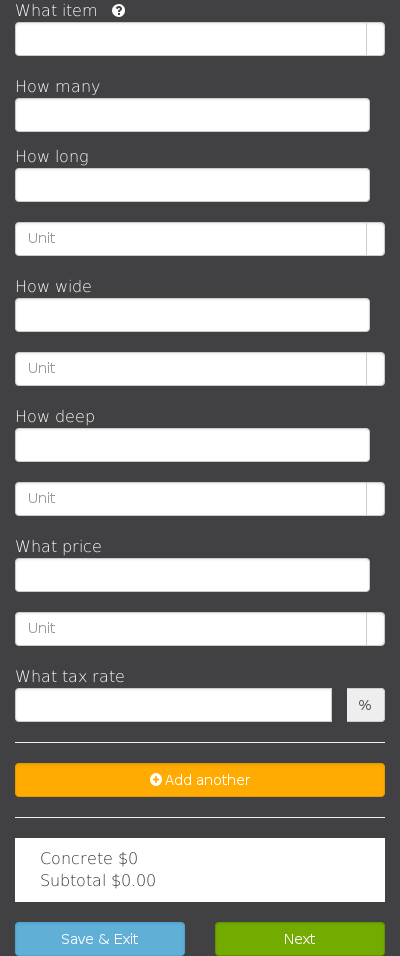 What item
How many
How long
Unit
How wide
Unit
How deep
Unit
What price
Unit
What tax rate
%
Add another
Concrete $0
Subtotal $0.00
Save & Exit
Next